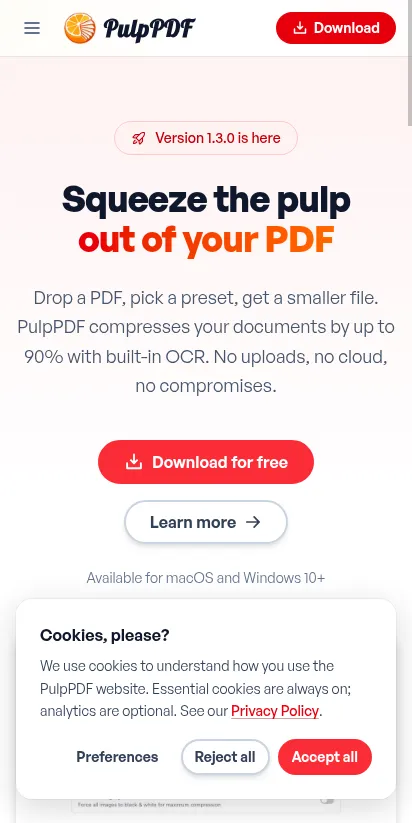 PulpPDF
Download
Version 1.3.0 is here
Squeeze the pulp
out of your PDF
Drop a PDF, pick a preset, get a smaller file.
PulpPDF compresses your documents by up to
90% with built-in OCR. No uploads, no cloud,
no compromises.
Download for free
Learn more
Available for macOS and Windows 10+
Cookies, please?
We use cookies to understand how you use the
PulpPDF website. Essential cookies are always on;
analytics are optional. See our Privacy Policy.
Preferences
Reject all
Accept all
Force all images to black & white for maximum compression